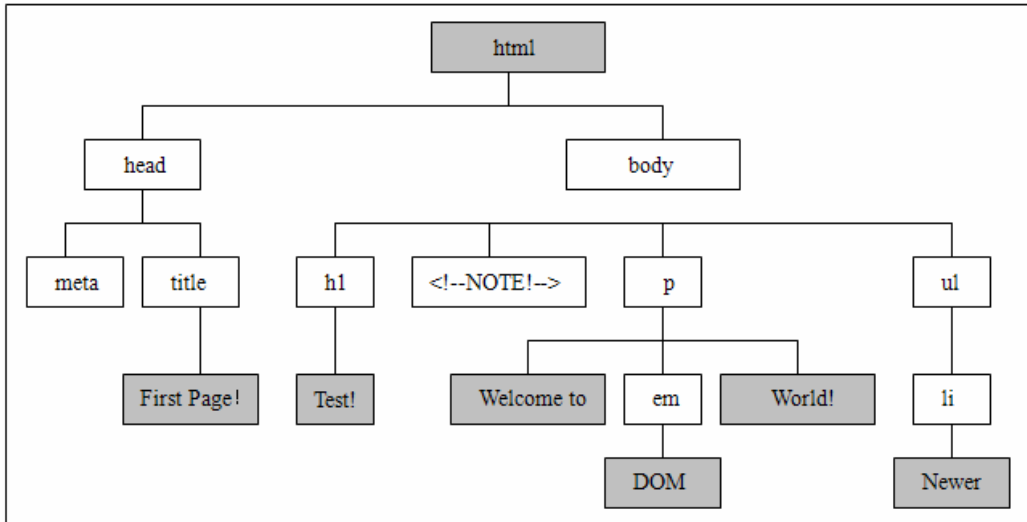 html
head
body
meta
title
h1
<!--NOTE!-->
p
ul
First Page!
Test!
Welcome to
em
World!
li
DOM
Newer